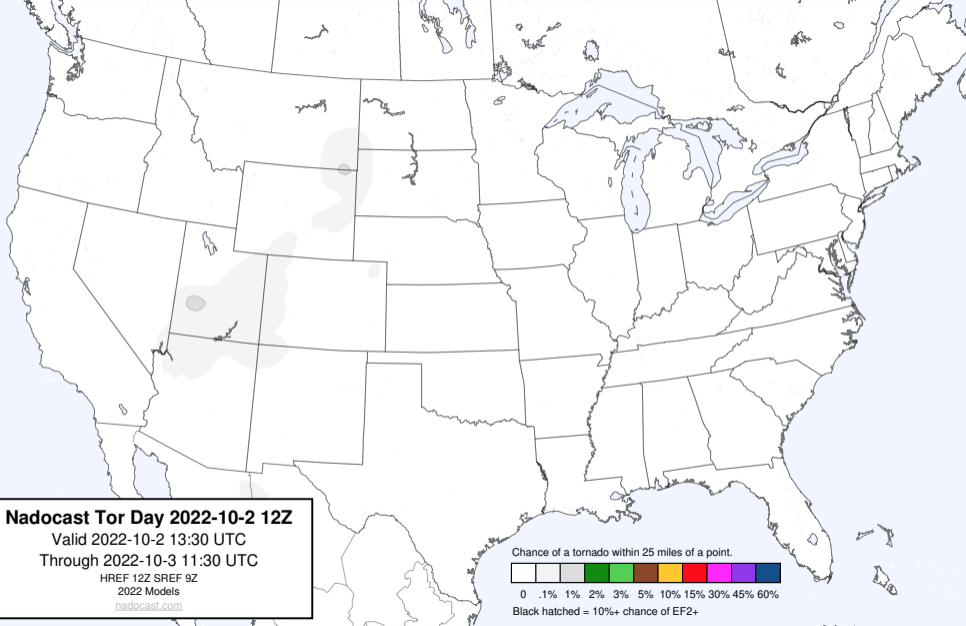 Nadocast Tor Day 2022-10-2 12Z
Valid 2022-10-2 13:30 UTC
Through 2022-10-3 11:30 UTC
HREF 12Z SREF 9Z
2022 Models
nadocast.com
Chance of a tornado within 25 miles of a point.
0 .1% 1% 2% 3% 5% 10% 15% 30% 45% 60%
Black hatched = 10%+ chance of EF2+